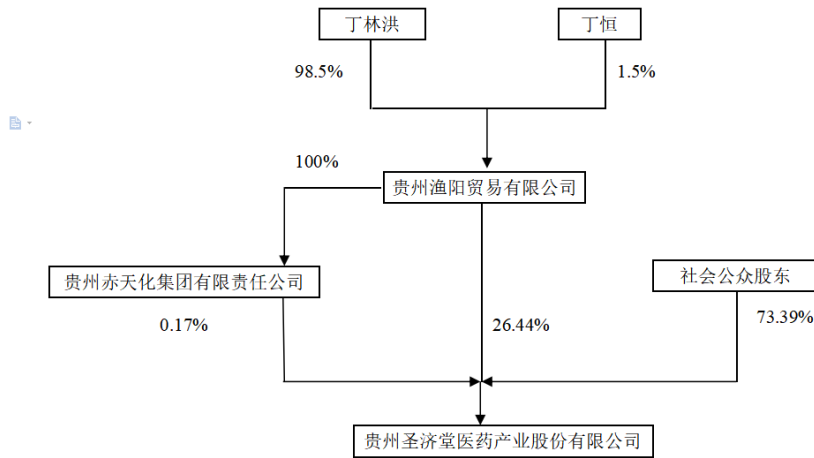 丁林洪
丁恒
98.5%
1.5%
100%
贵州渔阳贸易有限公司
贵州赤天化集团有限责任公司
社会公众股东
0.17%
26.44%
73.39%
贵州圣济堂医药产业股份有限公司